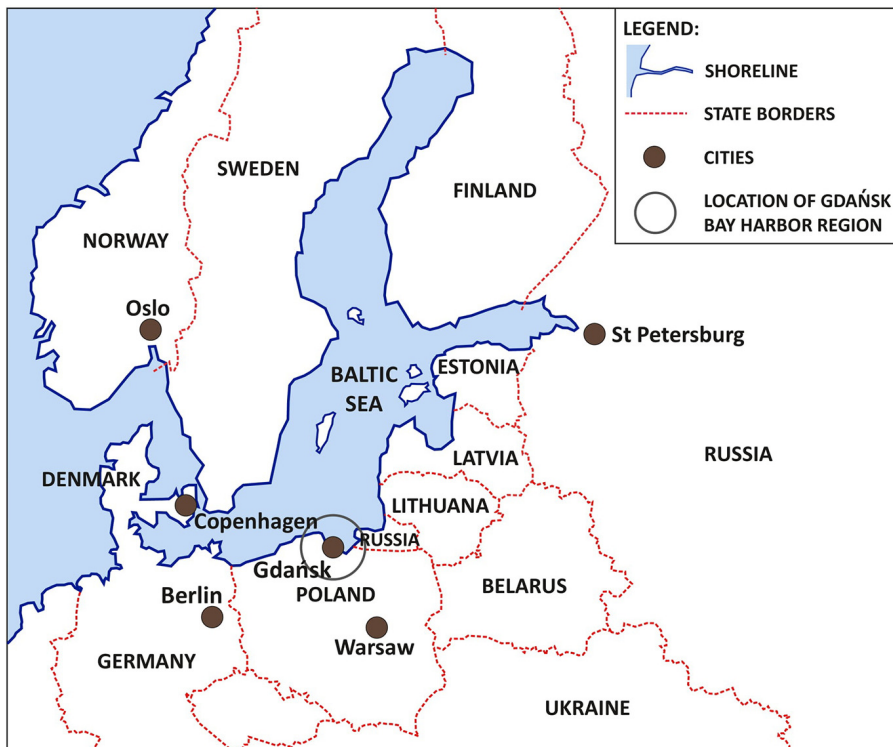 LEGEND:
SHORELINE
STATE BORDERS
CITIES
LOCATION OF GDAŃSK
BAY HARBOR REGION
SWEDEN
FINLAND
NORWAY
Oslo
St Petersburg
ESTONIA
BALTIC
SEA
RUSSIA
LATVIA
DENMARK
LITHUANA
Copenhagen
RUSSIA
Gdańsk
BELARUS
Berlin
POLAND
Warsaw
GERMANY
UKRAINE